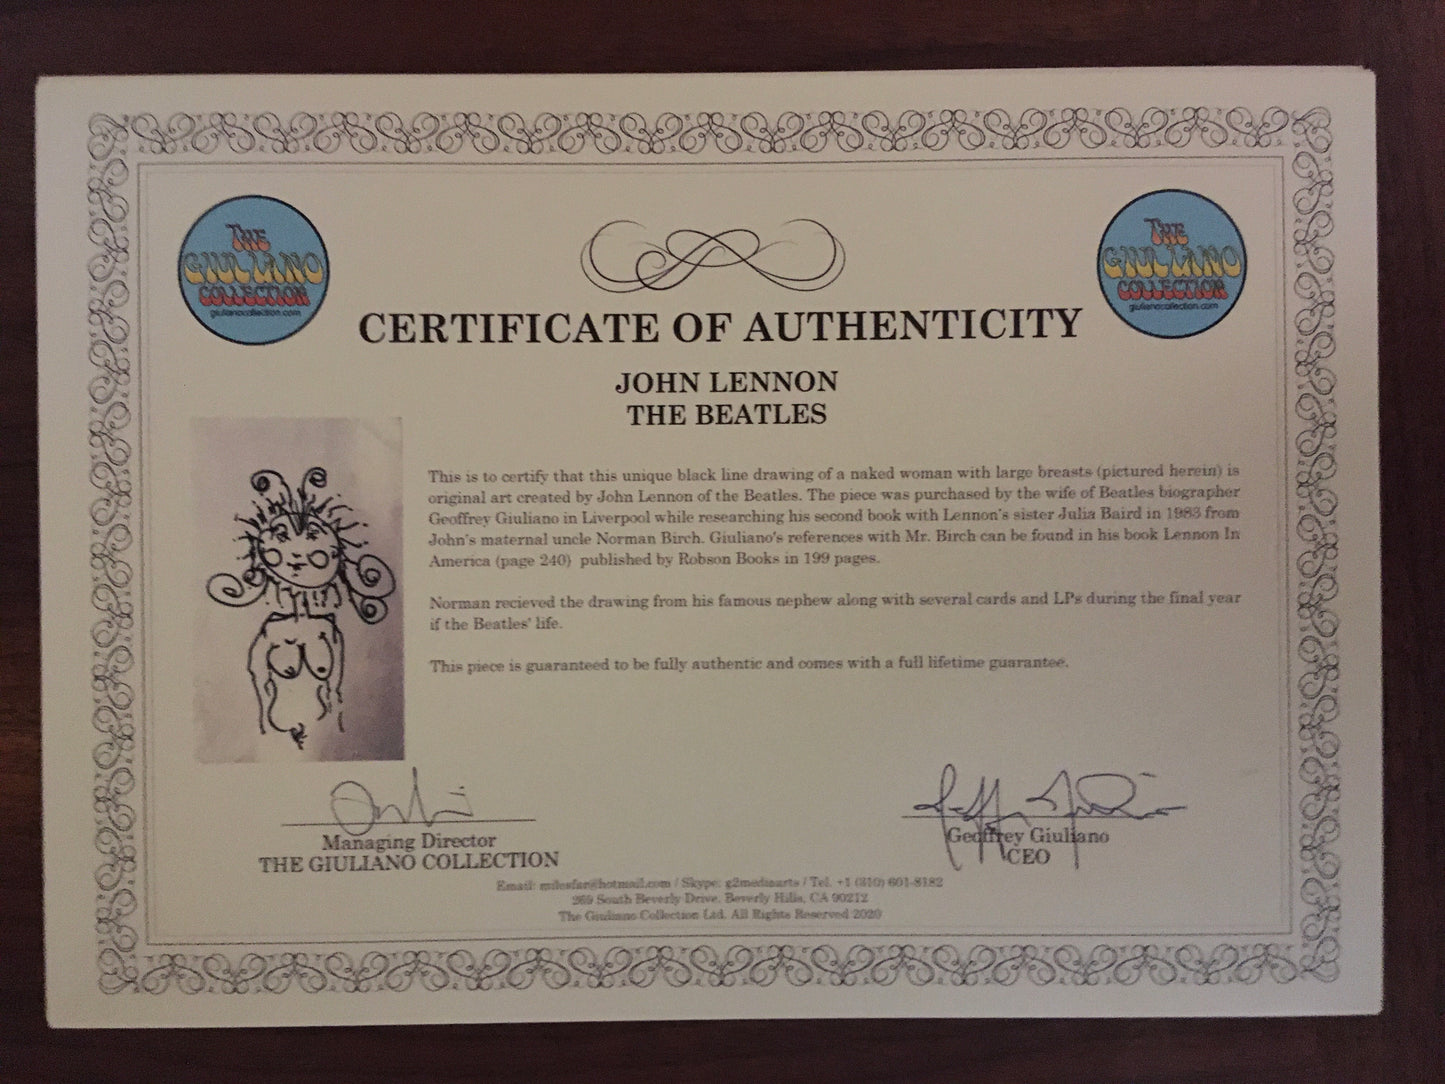 THE
GIULIANO
COLLECTION
giulianocollection.com
THE
GIULIANO
COLLECTION
giulianocollection.com
CERTIFICATE OF AUTHENTICITY
JOHN LENNON
THE BEATLES
This is to certify that this unique black line drawing of a naked woman with large breasts (pictured herein) is
original art created by John Lennon of the Beatles. The piece was purchased by the wife of Beatles biographer
Geoffrey Giuliano in Liverpool while researching his second book with Lennon's sister Julia Baird in 1983 from
John's maternal uncle Norman Birch. Giuliano's references with Mr. Birch can be found in his book Lennon In
America (page 240) published by Robson Books in 199 pages.
Norman recieved the drawing from his famous nephew along with several cards and LPs during the final year
if the Beatles' life.
This piece is guaranteed to be fully authentic and comes with a full lifetime guarantee.
Managing Director
THE GIULIANO COLLECTION
Geoffrey Giuliano
CEO
Email: milesfar@hotmail.com / Skype: g2mediaarts / Tel. +1 (310) 601-8182
269 South Beverly Drive. Beverly Hills, CA 90212
The Giuliano Collection Ltd. All Rights Reserved 2020